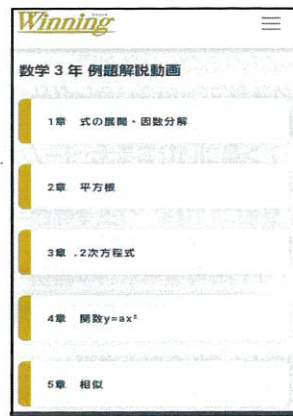 Winning
数学3年 例題解説動画
1章 式の展開・因数分解
2章 平方根
3章 .2次方程式
4章 関数y=ax²
5章 相似